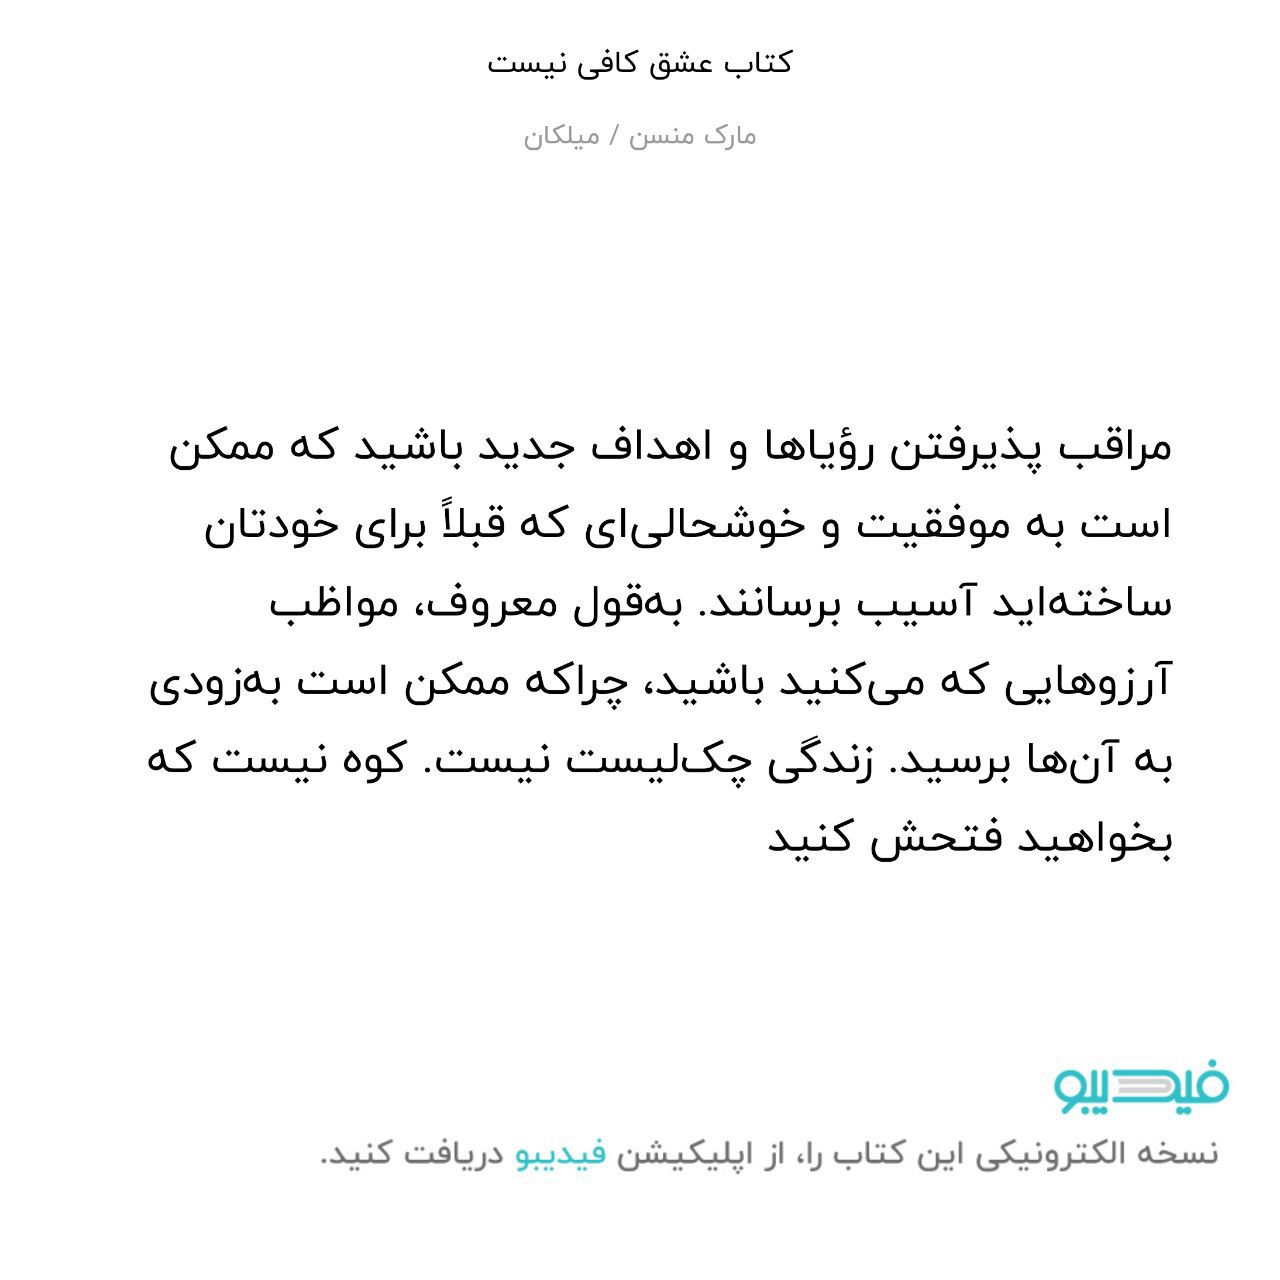 کتاب عشق کافی نیست
مارک منسن / میلکان
مراقب پذیرفتن رؤیاها و اهداف جدید باشید که ممکن
است به موفقیت و خوشحالی‌ای که قبلاً برای خودتان
ساخته‌اید آسیب برسانند. به‌قول معروف، مواظب
آرزوهایی که می‌کنید باشید، چراکه ممکن است به‌زودی
به آن‌ها برسید. زندگی چک‌لیست نیست. کوه نیست که
بخواهید فتحش کنید
فیدیبو
نسخه الکترونیکی این کتاب را، از اپلیکیشن فیدیبو دریافت کنید.